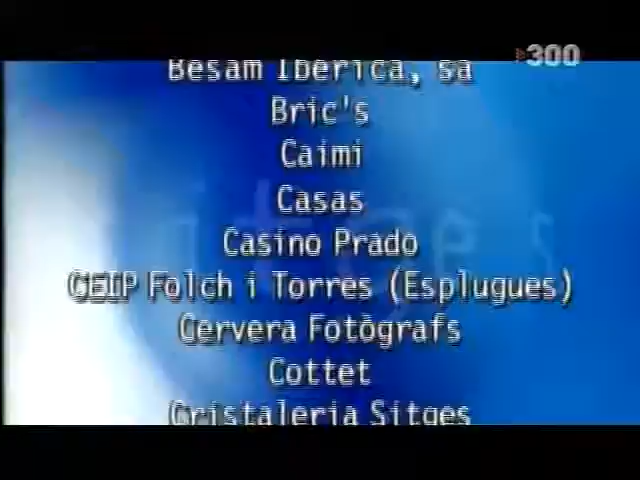 300
Besam Iberica, sa
Bric's
Caimi
Casas
Casino Prado
CEIP Folch i Torres (Esplugues)
Cervera Fotògrafs
Cottet
Cristaleria Sitges